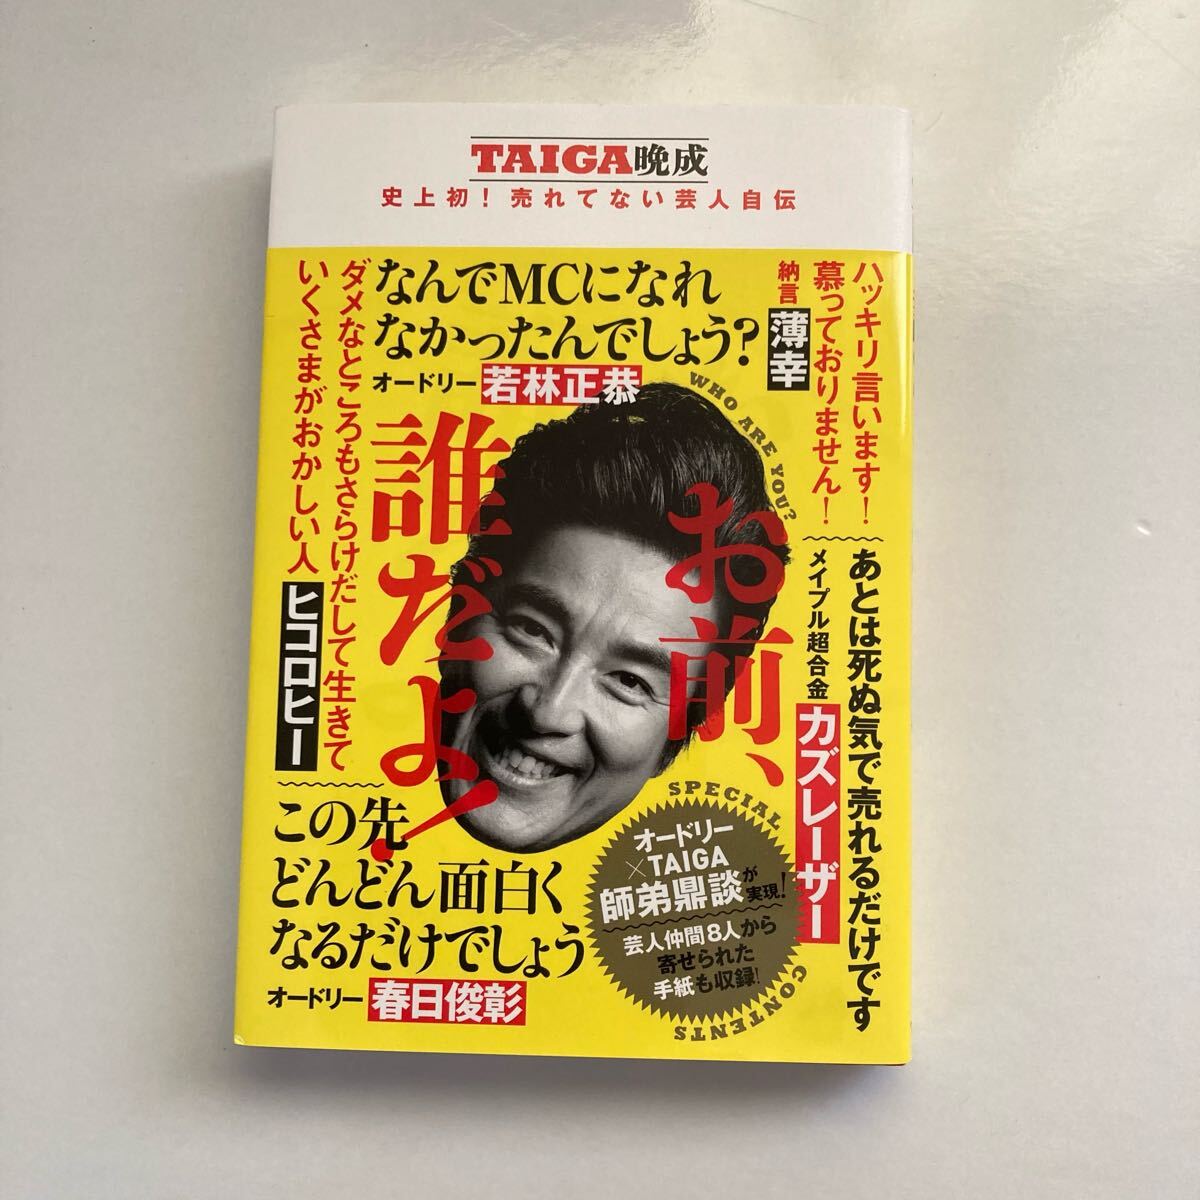 TAIGA晩成
史上初！売れてない芸人自伝
ハッキリ言います！
慕っておりません！
納言 薄幸
なんでMCになれ
なかったんでしょう？
オードリー 若林正恭
ダメなところもさらけだして生きて
いくさまがおかしい人
ヒコロヒー
WHO ARE YOU?
お前、
誰だよ！
あとは死ぬ気で売れるだけです
メイプル超合金 カズレーザー
この先
どんどん面白く
なるだけでしょう
オードリー 春日俊彰
SPECIAL
オードリー
×TAIGA
師弟鼎談が実現！
芸人仲間8人から
寄せられた
手紙も収録！
CONTENTS